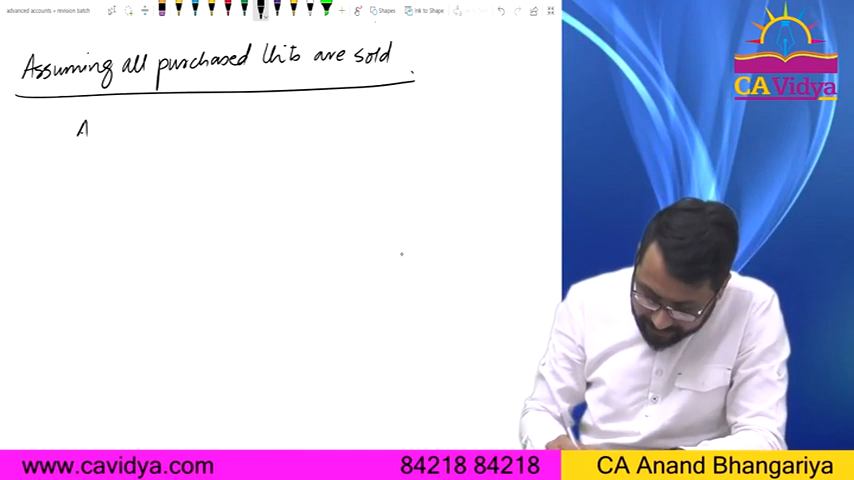 advanced accounts + revision batch
Shapes
Ink to Shape
Assuming all purchased Units are sold.
A
CA Vidya
www.cavidya.com
84218 84218
CA Anand Bhangariya